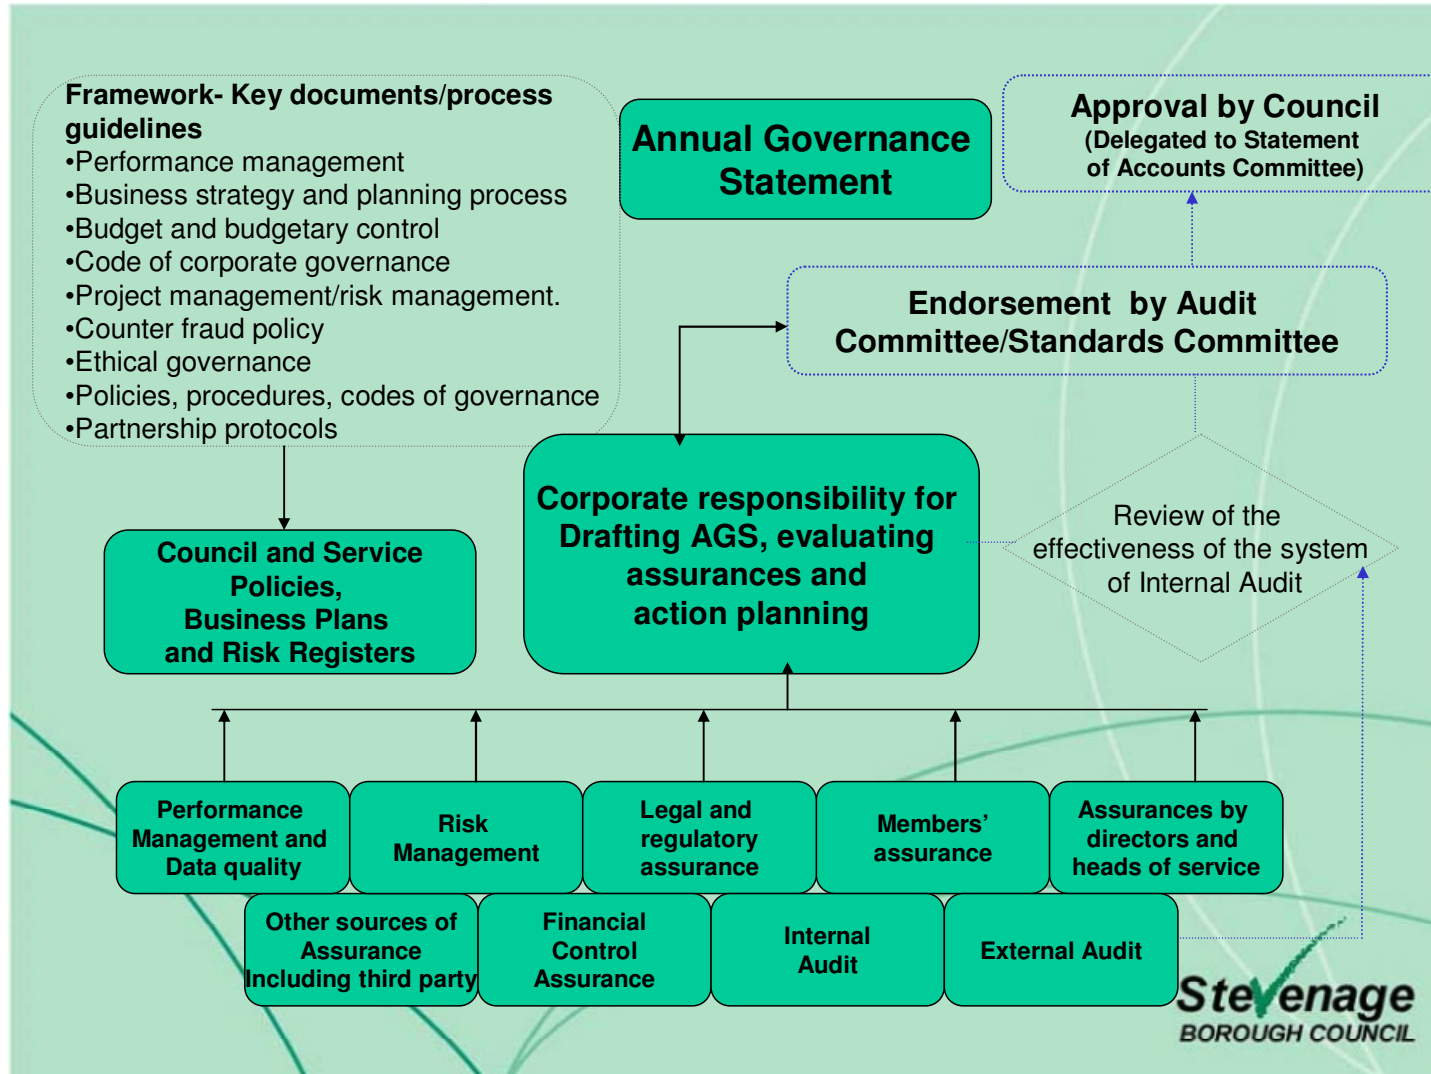 Framework- Key documents/process
guidelines
•Performance management
•Business strategy and planning process
•Budget and budgetary control
•Code of corporate governance
•Project management/risk management.
•Counter fraud policy
•Ethical governance
•Policies, procedures, codes of governance
•Partnership protocols
Annual Governance
Statement
Approval by Council
(Delegated to Statement
of Accounts Committee)
Endorsement by Audit
Committee/Standards Committee
Corporate responsibility for
Drafting AGS, evaluating
assurances and
action planning
Review of the
effectiveness of the system
of Internal Audit
Council and Service
Policies,
Business Plans
and Risk Registers
Performance
Management and
Data quality
Risk
Management
Legal and
regulatory
assurance
Members’
assurance
Assurances by
directors and
heads of service
Other sources of
Assurance
Including third party
Financial
Control
Assurance
Internal
Audit
External Audit
Stevenage
BOROUGH COUNCIL